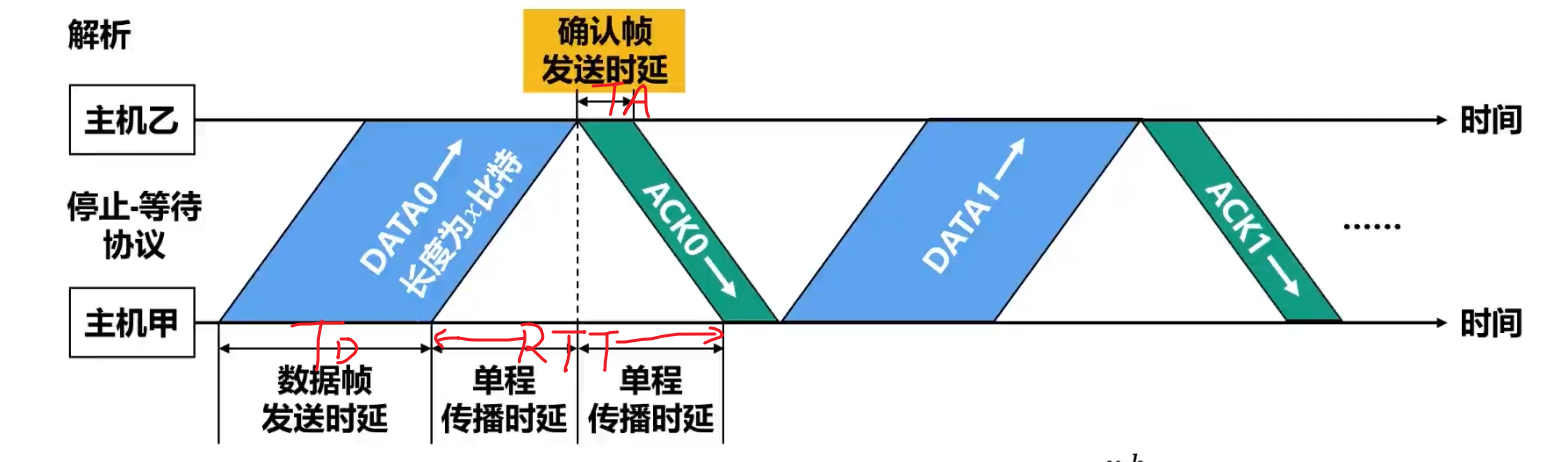 解析
确认帧
发送时延
TA
主机乙
时间
DATA0
长度为x比特
ACK0
DATA1
ACK1
停止-等待
协议
......
主机甲
时间
TD
RTT
数据帧
发送时延
单程
传播时延
单程
传播时延